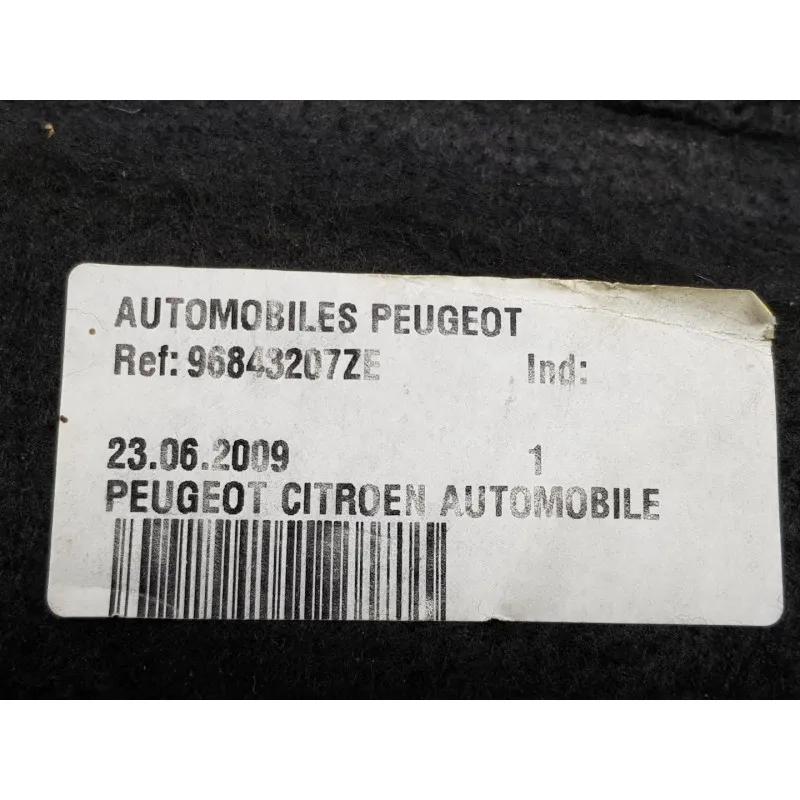 AUTOMOBILES PEUGEOT
Ref: 96843207ZE Ind:
23.06.2009 1
PEUGEOT CITROEN AUTOMOBILE